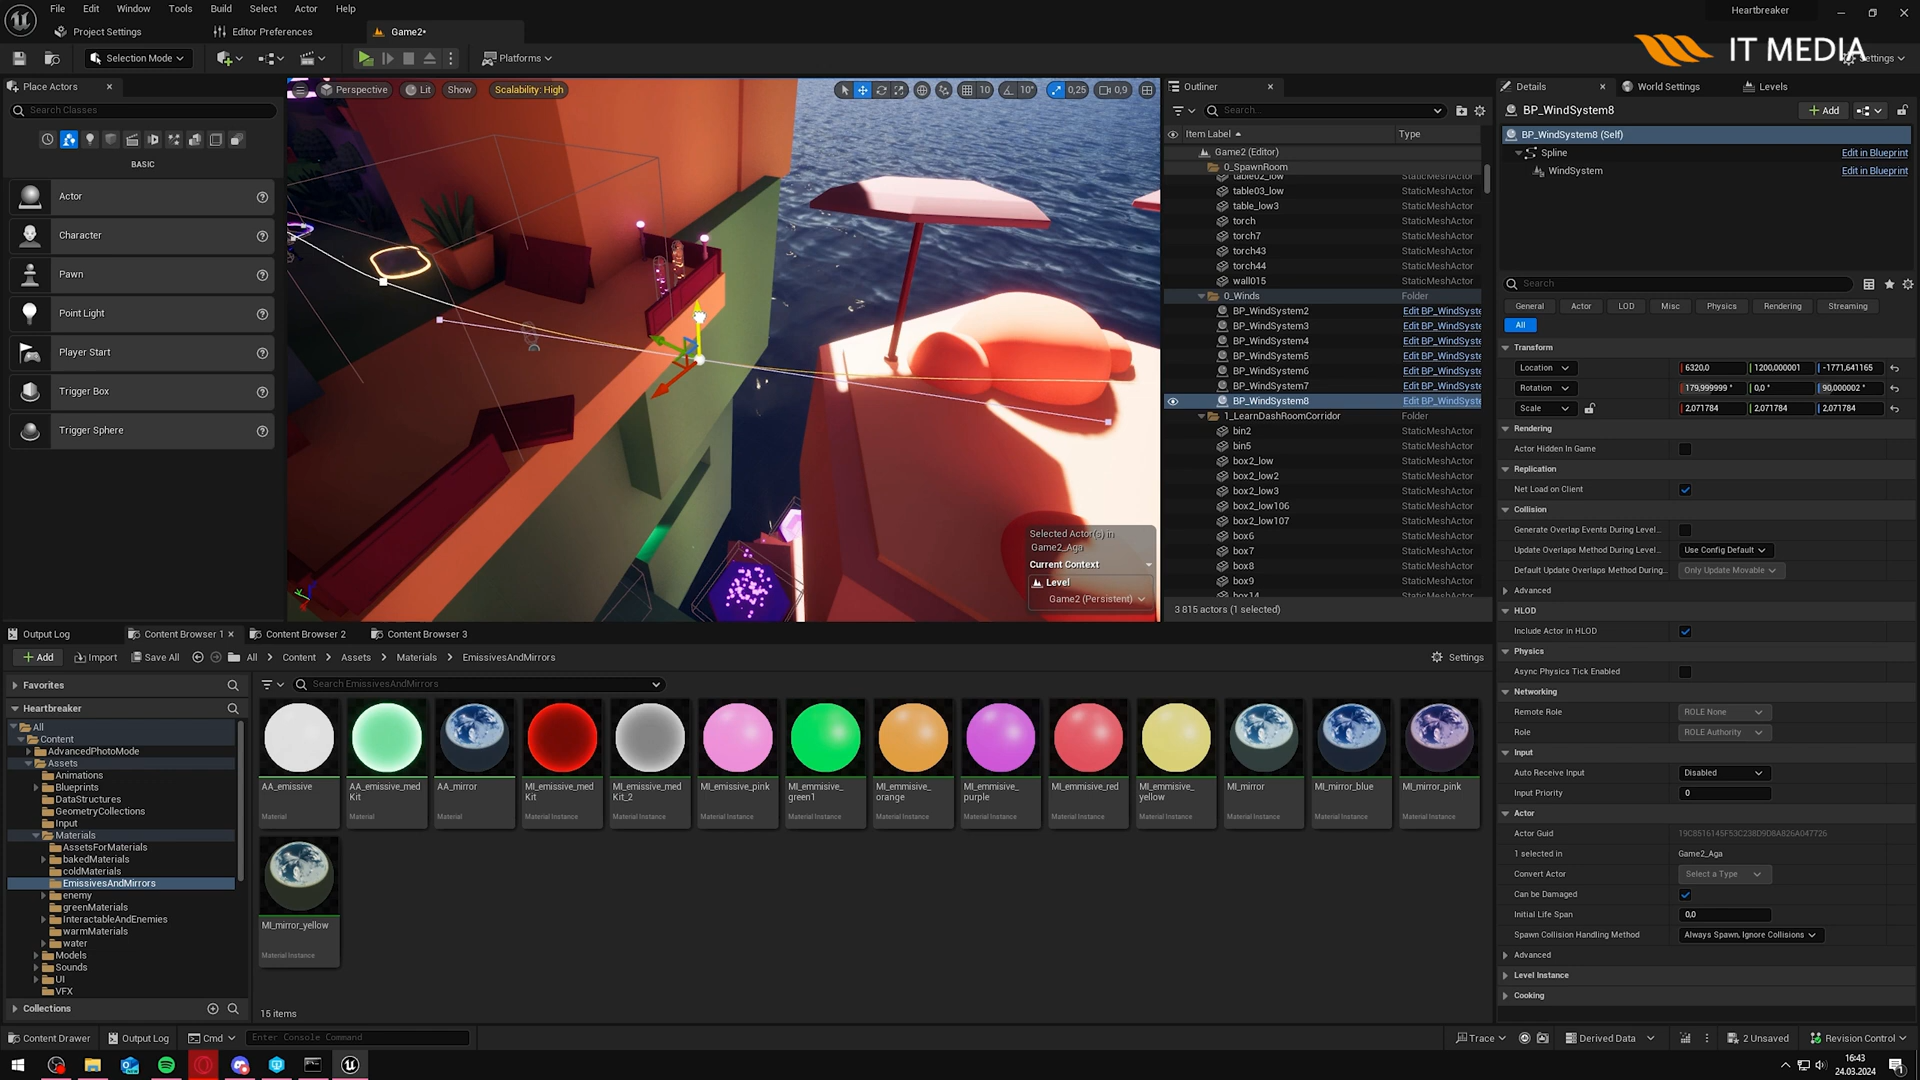 File Edit Window Tools Build Select Actor Help
Heartbreaker
Project Settings
Editor Preferences
Game2•
IT MEDIA
Selection Mode
Platforms
Settings
Place Actors
Search Classes
BASIC
Actor
Character
Pawn
Point Light
Player Start
Trigger Box
Trigger Sphere
Perspective
Lit
Show
Scalability: High
10
10°
0,25
0,9
Selected Actor(s) in
Game2_Aga
Current Context
Level
Game2 (Persistent)
Outliner
Search...
Item Label
Type
Game2 (Editor)
0_SpawnRoom
table02_low StaticMeshActor
table03_low StaticMeshActor
table_low3 StaticMeshActor
torch StaticMeshActor
torch7 StaticMeshActor
torch43 StaticMeshActor
torch44 StaticMeshActor
wall015 StaticMeshActor
0_Winds Folder
BP_WindSystem2 Edit BP_WindSyste
BP_WindSystem3 Edit BP_WindSyste
BP_WindSystem4 Edit BP_WindSyste
BP_WindSystem5 Edit BP_WindSyste
BP_WindSystem6 Edit BP_WindSyste
BP_WindSystem7 Edit BP_WindSyste
BP_WindSystem8 Edit BP_WindSyste
1_LearnDashRoomCorridor Folder
bin2 StaticMeshActor
bin5 StaticMeshActor
box2_low StaticMeshActor
box2_low2 StaticMeshActor
box2_low3 StaticMeshActor
box2_low106 StaticMeshActor
box2_low107 StaticMeshActor
box6 StaticMeshActor
box7 StaticMeshActor
box8 StaticMeshActor
box9 StaticMeshActor
box14 StaticMeshActor
3 815 actors (1 selected)
Details
World Settings
Levels
BP_WindSystem8
Add
BP_WindSystem8 (Self)
Spline Edit in Blueprint
WindSystem Edit in Blueprint
Search
General Actor LOD Misc Physics Rendering Streaming
All
Transform
Location 6320,0 1200,000001 -1771,641165
Rotation 179,999999 ° 0,0 ° 90,000002 °
Scale 2,071784 2,071784 2,071784
Rendering
Actor Hidden In Game
Replication
Net Load on Client
Collision
Generate Overlap Events During Level...
Update Overlaps Method During Level... Use Config Default
Default Update Overlaps Method During... Only Update Movable
Advanced
HLOD
Include Actor in HLOD
Physics
Async Physics Tick Enabled
Networking
Remote Role ROLE None
Role ROLE Authority
Input
Auto Receive Input Disabled
Input Priority 0
Actor
Actor Guid 19C8516145F53C238D9D8A826A047726
1 selected in Game2_Aga
Convert Actor Select a Type
Can be Damaged
Initial Life Span 0,0
Spawn Collision Handling Method Always Spawn, Ignore Collisions
Advanced
Level Instance
Cooking
Output Log
Content Browser 1
Content Browser 2
Content Browser 3
Add
Import
Save All
All Content Assets Materials EmissivesAndMirrors
Settings
Favorites
Heartbreaker
All
Content
AdvancedPhotoMode
Assets
Animations
Blueprints
DataStructures
GeometryCollections
Input
Materials
AssetsForMaterials
bakedMaterials
coldMaterials
EmissivesAndMirrors
enemy
greenMaterials
InteractableAndEnemies
warmMaterials
water
Models
Sounds
UI
VFX
Collections
Search EmissivesAndMirrors
AA_emissive
Material
AA_emissive_med
Kit
Material
AA_mirror
Material
MI_emissive_med
Kit
Material Instance
MI_emissive_med
Kit_2
Material Instance
MI_emissive_pink
Material Instance
MI_emmisive_
green1
Material Instance
MI_emmisive_
orange
Material Instance
MI_emmisive_
purple
Material Instance
MI_emmisive_red
Material Instance
MI_emmisive_
yellow
Material Instance
MI_mirror
Material Instance
MI_mirror_blue
Material Instance
MI_mirror_pink
Material Instance
MI_mirror_yellow
Material Instance
15 items
Content Drawer
Output Log
Cmd
Enter Console Command
Trace
Derived Data
2 Unsaved
Revision Control
16:43
24.03.2024